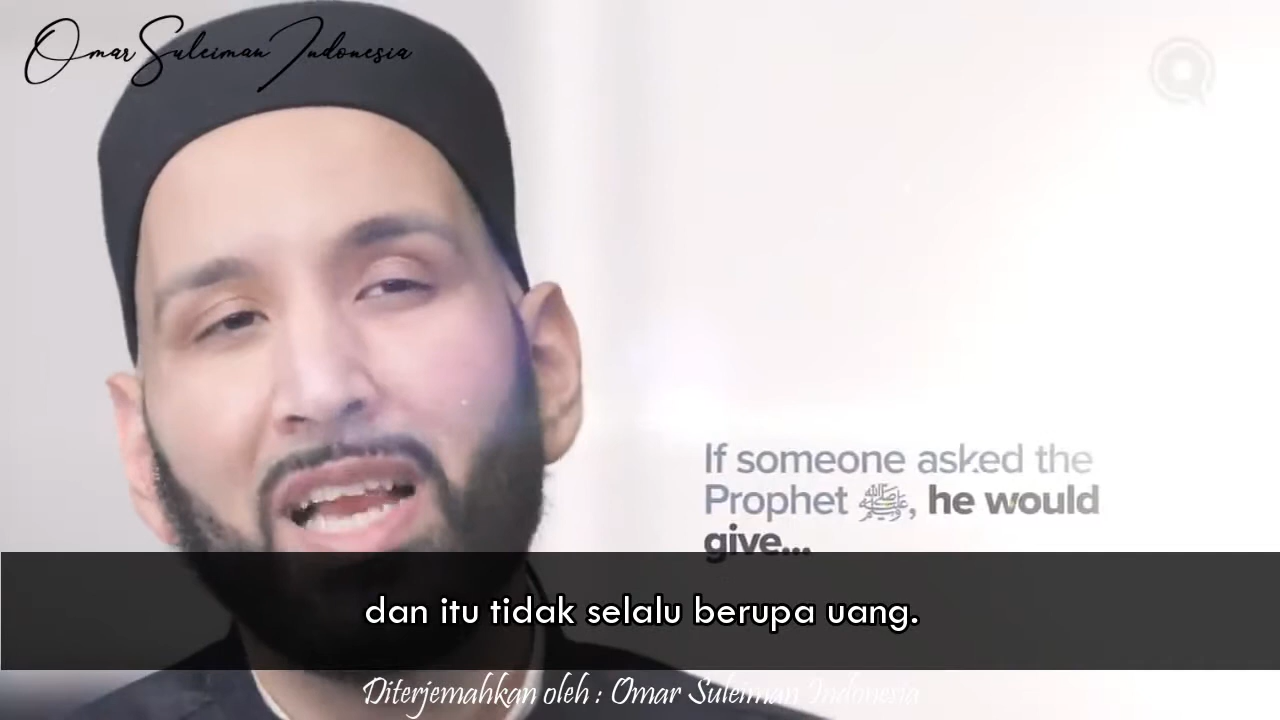 Omar Suleiman Indonesia
If someone asked the
Prophet ﷺ, he would
give...
dan itu tidak selalu berupa uang.
Diterjemahkan oleh : Omar Suleiman Indonesia